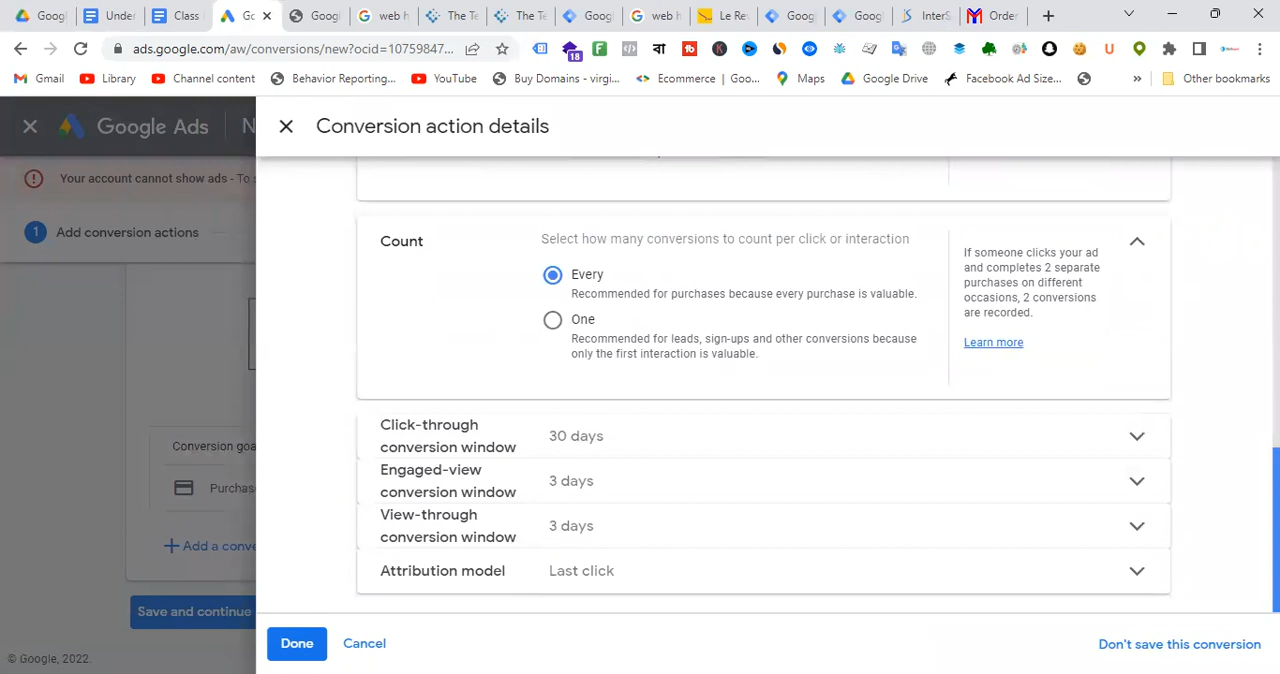 Googl
Under
Class
Go
Googl
web h
The Te
The Te
Googl
web h
Le Re
Googl
Googl
InterS
Order
ads.google.com/aw/conversions/new?ocid=10759847...
18
Gmail
Library
Channel content
Behavior Reporting...
YouTube
Buy Domains - virgi...
Ecommerce | Goo...
Maps
Google Drive
Facebook Ad Size...
»
Other bookmarks
Google Ads
N
Conversion action details
Your account cannot show ads - To s
1 Add conversion actions
Count
Select how many conversions to count per click or interaction
Every
Recommended for purchases because every purchase is valuable.
One
Recommended for leads, sign-ups and other conversions because
only the first interaction is valuable.
If someone clicks your ad
and completes 2 separate
purchases on different
occasions, 2 conversions
are recorded.
Learn more
Click-through
conversion window
30 days
Engaged-view
conversion window
3 days
View-through
conversion window
3 days
Attribution model
Last click
Conversion goa
Purchas
Add a conve
Save and continue
Done
Cancel
Don't save this conversion
© Google, 2022.